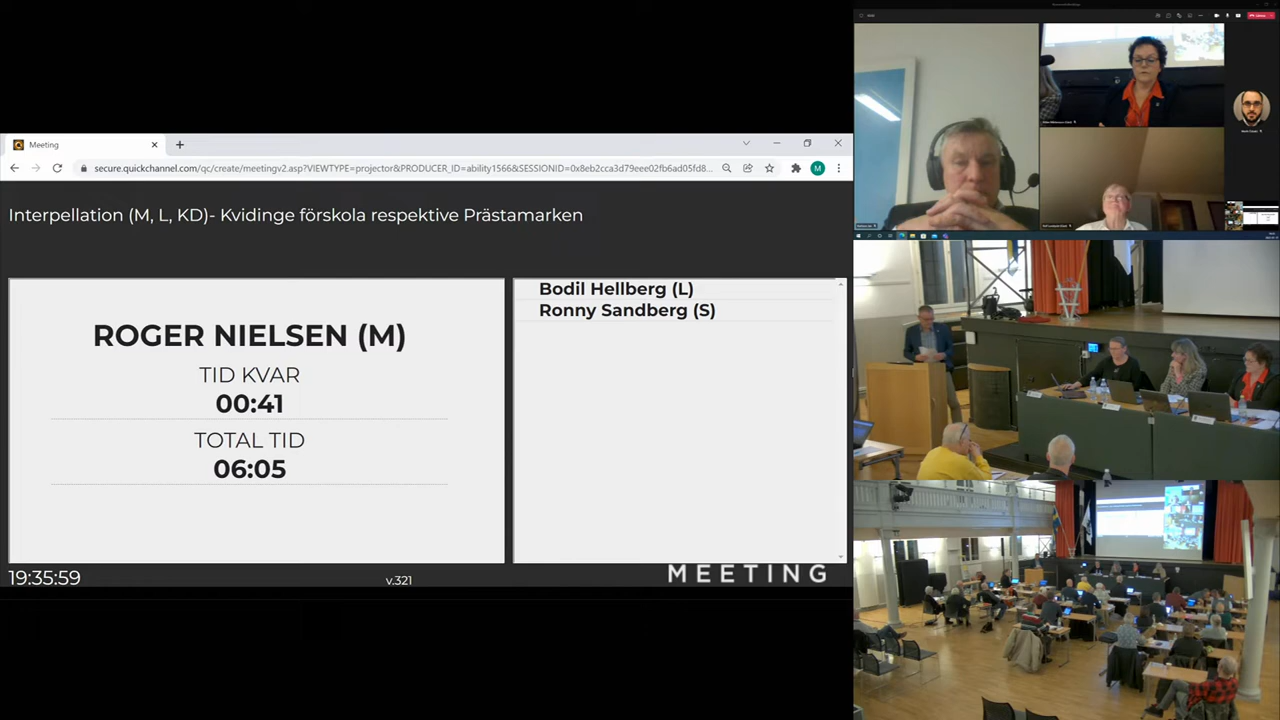 Meeting
secure.quickchannel.com/qc/create/meetingv2.asp?VIEWTYPE=projector&PRODUCER_ID=ability1566&SESSIONID=0x8eb2cca3d79eee02fb6ad05fd8...
M
Interpellation (M, L, KD)- Kvidinge förskola respektive Prästamarken
ROGER NIELSEN (M)
TID KVAR
00:41
TOTAL TID
06:05
Bodil Hellberg (L)
Ronny Sandberg (S)
19:35:59
v.321
MEETING